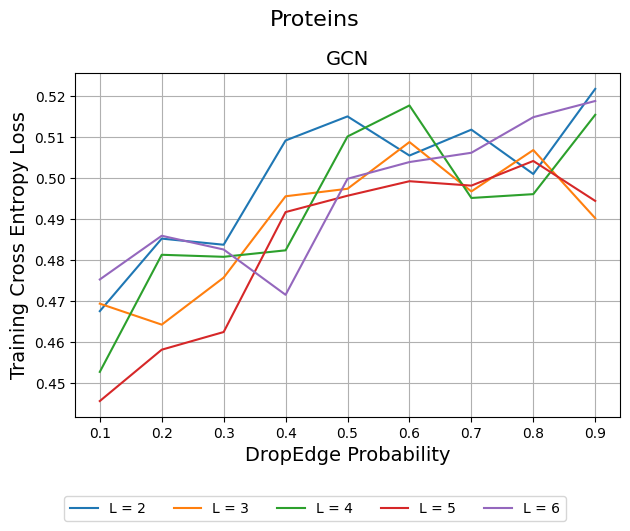 Proteins
GCN
Training Cross Entropy Loss
0.52
0.51
0.50
0.49
0.48
0.47
0.46
0.45
0.1 0.2 0.3 0.4 0.5 0.6 0.7 0.8 0.9
DropEdge Probability
L = 2 L = 3 L = 4 L = 5 L = 6